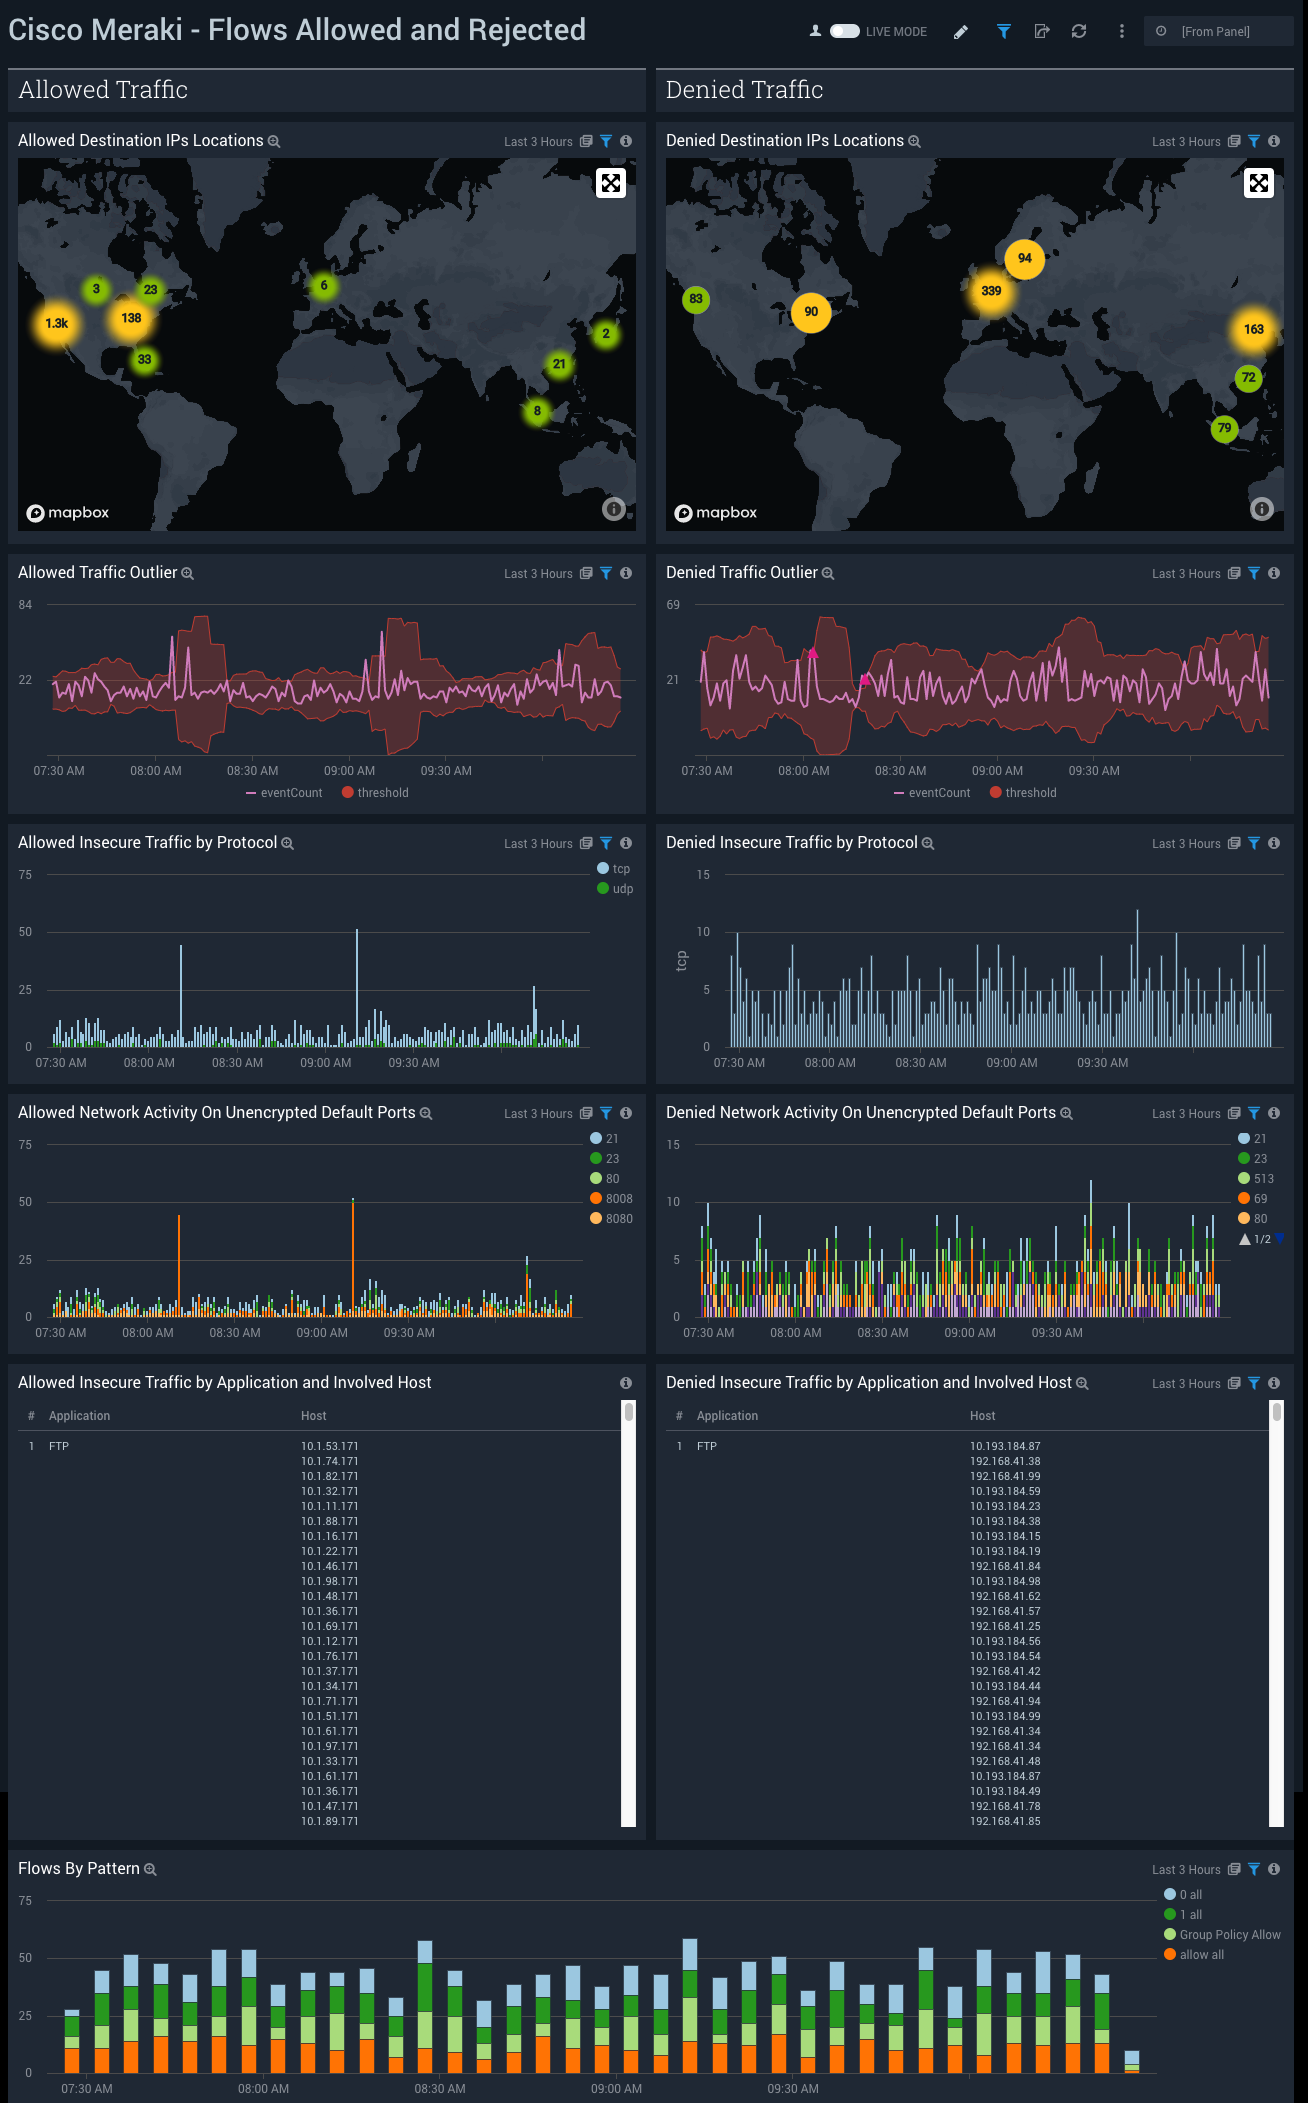 Cisco Meraki - Flows Allowed and Rejected
LIVE MODE
[From Panel]
Allowed Traffic
Denied Traffic
Allowed Destination IPs Locations
Last 3 Hours
3
23
6
1.3k
138
33
2
21
8
mapbox
Denied Destination IPs Locations
Last 3 Hours
94
339
83
90
163
72
79
mapbox
Allowed Traffic Outlier
Last 3 Hours
84
22
07:30 AM 08:00 AM 08:30 AM 09:00 AM 09:30 AM
eventCount threshold
Denied Traffic Outlier
Last 3 Hours
69
21
07:30 AM 08:00 AM 08:30 AM 09:00 AM 09:30 AM
eventCount threshold
Allowed Insecure Traffic by Protocol
Last 3 Hours
tcp
udp
75
50
25
0
07:30 AM 08:00 AM 08:30 AM 09:00 AM 09:30 AM
Denied Insecure Traffic by Protocol
Last 3 Hours
15
10
5
0
tcp
07:30 AM 08:00 AM 08:30 AM 09:00 AM 09:30 AM
Allowed Network Activity On Unencrypted Default Ports
Last 3 Hours
21
23
80
8008
8080
75
50
25
0
07:30 AM 08:00 AM 08:30 AM 09:00 AM 09:30 AM
Denied Network Activity On Unencrypted Default Ports
Last 3 Hours
21
23
513
69
80
1/2
15
10
5
0
07:30 AM 08:00 AM 08:30 AM 09:00 AM 09:30 AM
Allowed Insecure Traffic by Application and Involved Host
# Application Host
1 FTP 10.1.53.171
10.1.74.171
10.1.82.171
10.1.32.171
10.1.11.171
10.1.88.171
10.1.16.171
10.1.22.171
10.1.46.171
10.1.98.171
10.1.48.171
10.1.36.171
10.1.69.171
10.1.12.171
10.1.76.171
10.1.37.171
10.1.34.171
10.1.71.171
10.1.51.171
10.1.61.171
10.1.97.171
10.1.33.171
10.1.61.171
10.1.36.171
10.1.47.171
10.1.89.171
Denied Insecure Traffic by Application and Involved Host
Last 3 Hours
# Application Host
1 FTP 10.193.184.87
192.168.41.38
192.168.41.99
10.193.184.59
10.193.184.23
10.193.184.38
10.193.184.15
10.193.184.19
192.168.41.84
10.193.184.98
192.168.41.62
192.168.41.57
192.168.41.25
10.193.184.56
10.193.184.54
192.168.41.42
10.193.184.44
192.168.41.94
10.193.184.99
192.168.41.34
192.168.41.34
192.168.41.48
10.193.184.87
10.193.184.49
192.168.41.78
192.168.41.85
Flows By Pattern
Last 3 Hours
0 all
1 all
Group Policy Allow
allow all
75
50
25
0
07:30 AM 08:00 AM 08:30 AM 09:00 AM 09:30 AM